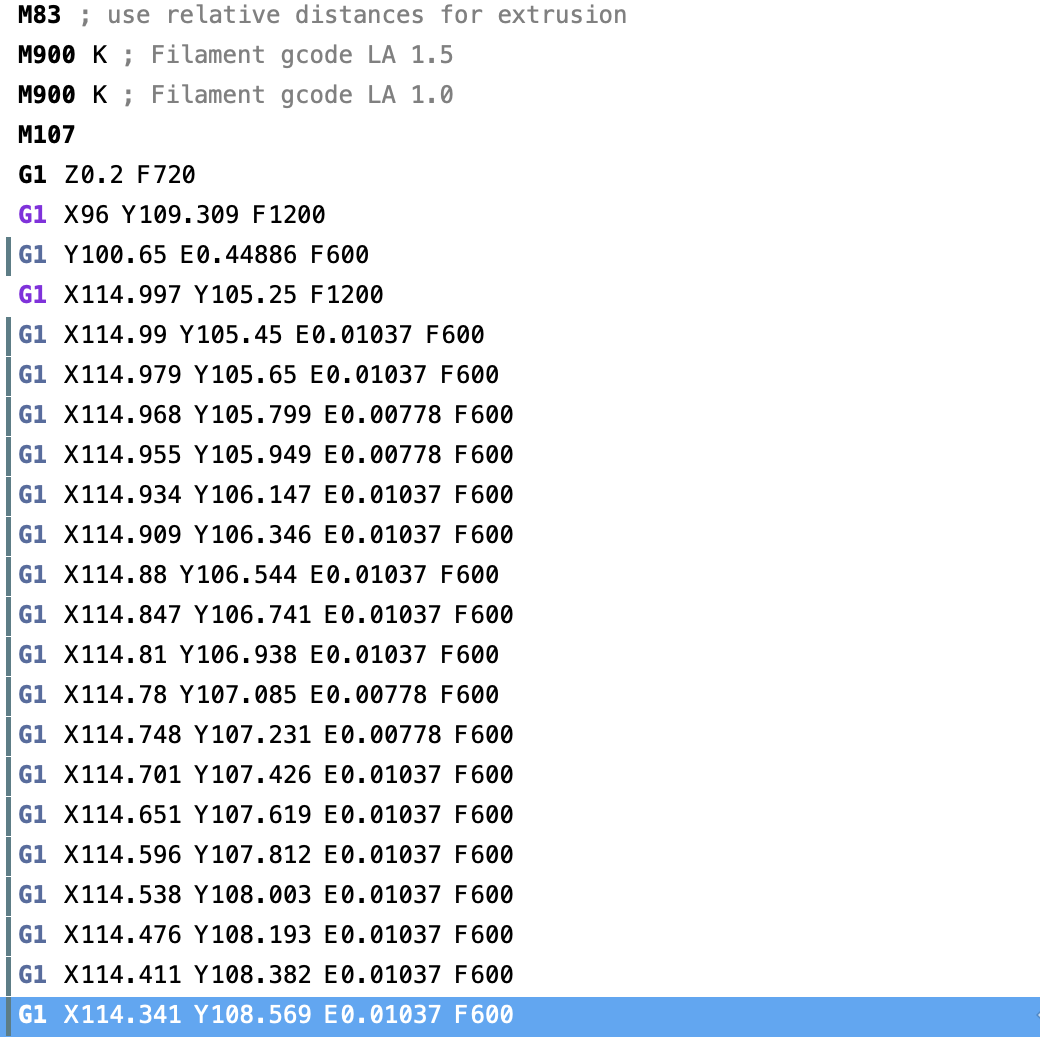 M83 ; use relative distances for extrusion
M900 K ; Filament gcode LA 1.5
M900 K ; Filament gcode LA 1.0
M107
G1 Z0.2 F720
G1 X96 Y109.309 F1200
G1 Y100.65 E0.44886 F600
G1 X114.997 Y105.25 F1200
G1 X114.99 Y105.45 E0.01037 F600
G1 X114.979 Y105.65 E0.01037 F600
G1 X114.968 Y105.799 E0.00778 F600
G1 X114.955 Y105.949 E0.00778 F600
G1 X114.934 Y106.147 E0.01037 F600
G1 X114.909 Y106.346 E0.01037 F600
G1 X114.88 Y106.544 E0.01037 F600
G1 X114.847 Y106.741 E0.01037 F600
G1 X114.81 Y106.938 E0.01037 F600
G1 X114.78 Y107.085 E0.00778 F600
G1 X114.748 Y107.231 E0.00778 F600
G1 X114.701 Y107.426 E0.01037 F600
G1 X114.651 Y107.619 E0.01037 F600
G1 X114.596 Y107.812 E0.01037 F600
G1 X114.538 Y108.003 E0.01037 F600
G1 X114.476 Y108.193 E0.01037 F600
G1 X114.411 Y108.382 E0.01037 F600
G1 X114.341 Y108.569 E0.01037 F600